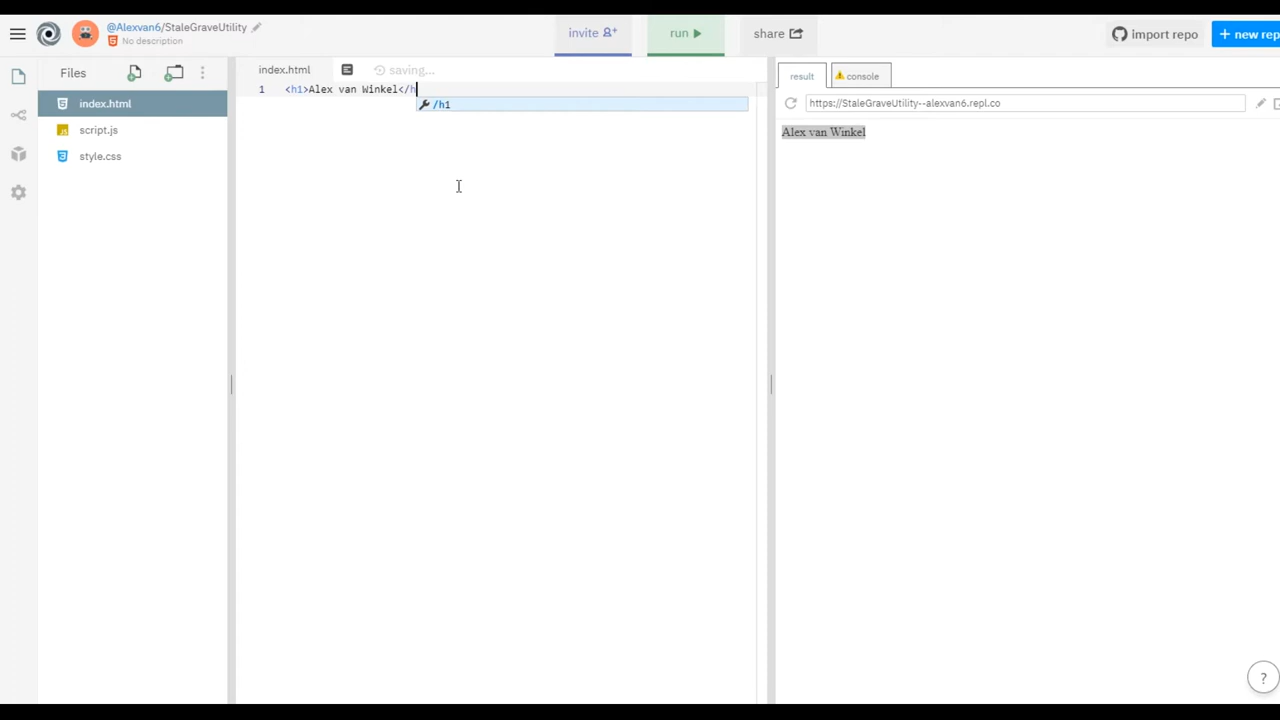 @Alexvan6/StaleGraveUtility
No description
invite
run
share
import repo
+ new rep
Files
index.html
script.js
style.css
index.html
saving...
1 <h1>Alex van Winkel</h
/h1
result
console
https://StaleGraveUtility--alexvan6.repl.co
Alex van Winkel
?